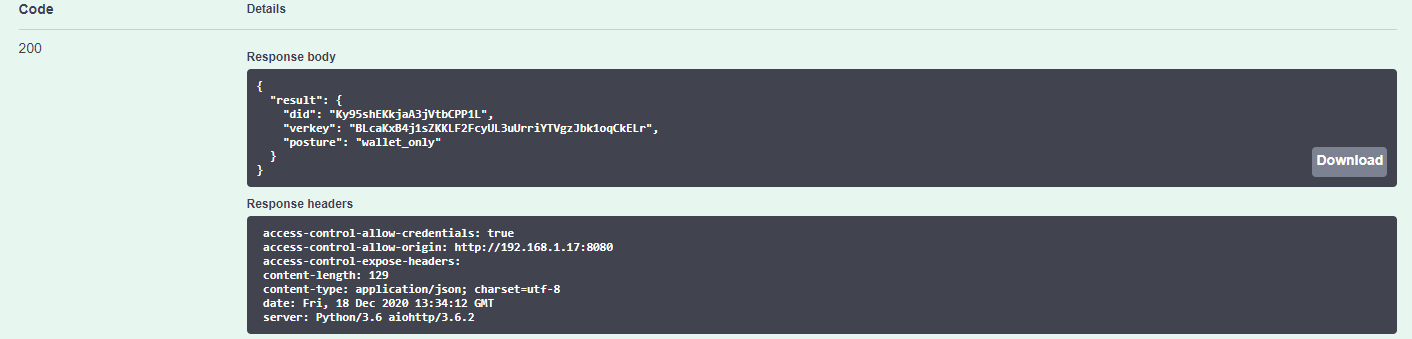 Code Details
200
Response body
{
  "result": {
    "did": "Ky95shEKkjaA3jVtbCPP1L",
    "verkey": "BLcaKxB4j1sZKKLF2FcyUL3uUrriYTVgzJbk1oqCkELr",
    "posture": "wallet_only"
  }
}
Download
Response headers
access-control-allow-credentials: true
access-control-allow-origin: http://192.168.1.17:8080
access-control-expose-headers:
content-length: 129
content-type: application/json; charset=utf-8
date: Fri, 18 Dec 2020 13:34:12 GMT
server: Python/3.6 aiohttp/3.6.2